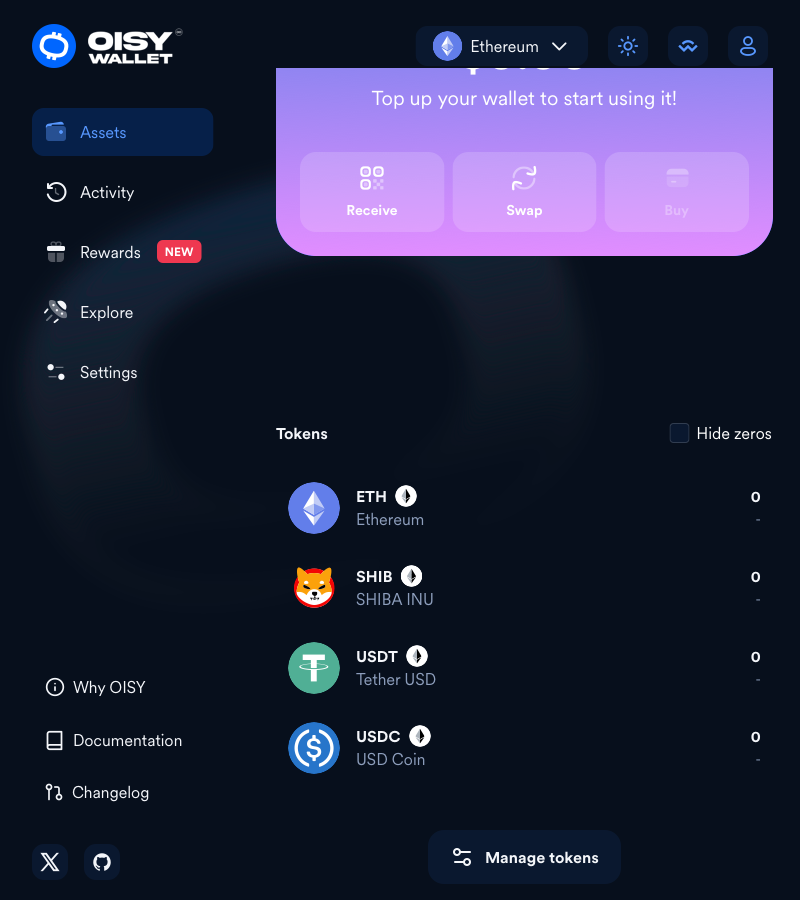 OISY
WALLET
Ethereum
Top up your wallet to start using it!
Receive
Swap
Buy
Assets
Activity
Rewards NEW
Explore
Settings
Tokens
Hide zeros
ETH
0
Ethereum
-
SHIB
0
SHIBA INU
-
USDT
0
Tether USD
-
USDC
0
USD Coin
-
Why OISY
Documentation
Changelog
Manage tokens